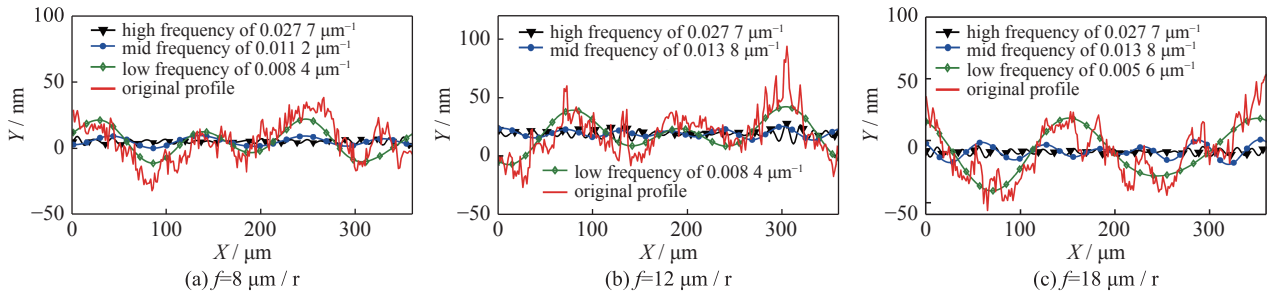 100
high frequency of 0.027 7 μm⁻¹
mid frequency of 0.011 2 μm⁻¹
low frequency of 0.008 4 μm⁻¹
original profile
50
Y / nm
0
−50
0 100 200 300
X / μm
(a) f=8 μm / r
100
high frequency of 0.027 7 μm⁻¹
mid frequency of 0.013 8 μm⁻¹
50
Y / nm
0
low frequency of 0.008 4 μm⁻¹
original profile
50
0 100 200 300
X / μm
(b) f=12 μm / r
100
high frequency of 0.027 7 μm⁻¹
mid frequency of 0.013 8 μm⁻¹
low frequency of 0.005 6 μm⁻¹
original profile
50
Y / nm
0
−50
0 100 200 300
X / μm
(c) f=18 μm / r